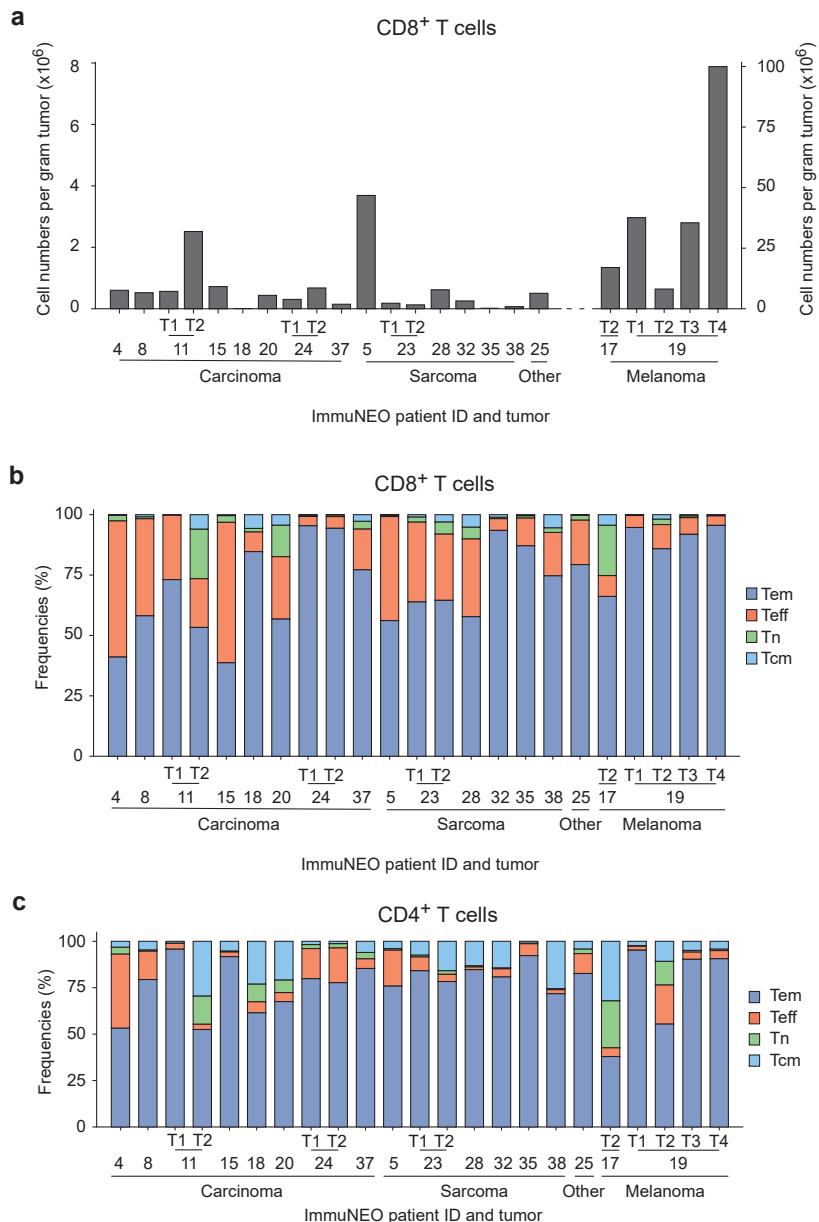 a
CD8+ T cells
Cell numbers per gram tumor (x10⁶)
8
6
4
2
0
100
75
50
25
0
Cell numbers per gram tumor (x10⁶)
T1 T2 T1 T2 T1 T2 T2 T1 T2 T3 T4
4 8 11 15 18 20 24 37 5 23 28 32 35 38 25 17 19
Carcinoma Sarcoma Other Melanoma
ImmuNEO patient ID and tumor
b
CD8+ T cells
Frequencies (%)
100
75
50
25
0
Tem
Teff
Tn
Tcm
T1 T2 T1 T2 T1 T2 T2 T1 T2 T3 T4
4 8 11 15 18 20 24 37 5 23 28 32 35 38 25 17 19
Carcinoma Sarcoma Other Melanoma
ImmuNEO patient ID and tumor
c
CD4+ T cells
Frequencies (%)
100
75
50
25
0
Tem
Teff
Tn
Tcm
T1 T2 T1 T2 T1 T2 T2 T1 T2 T3 T4
4 8 11 15 18 20 24 37 5 23 28 32 35 38 25 17 19
Carcinoma Sarcoma Other Melanoma
ImmuNEO patient ID and tumor